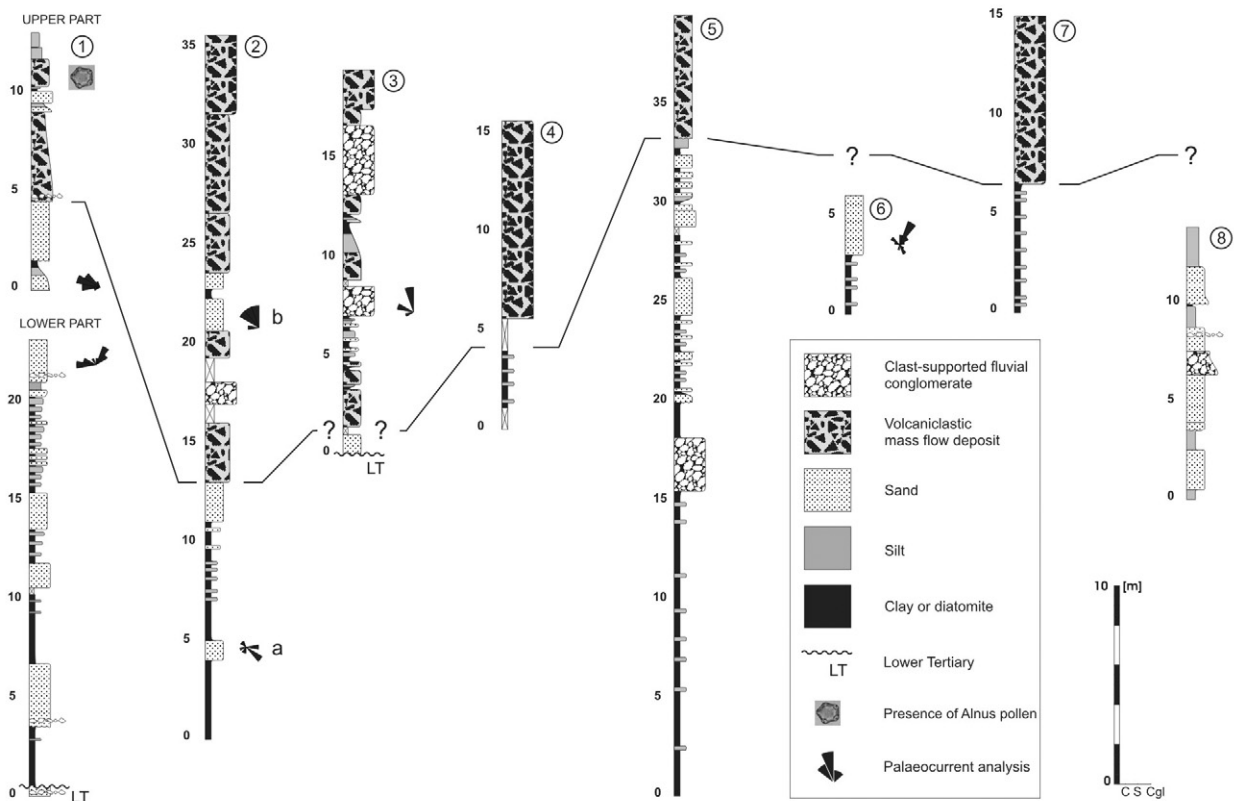 UPPER PART
1
10
5
0
LOWER PART
20
15
10
5
0
LT
2
35
30
25
20
15
10
5
0
b
a
3
15
10
5
0
? ?
LT
4
15
10
5
0
5
35
30
25
20
15
10
5
0
?
6
5
0
7
15
10
5
0
?
8
10
5
0
Clast-supported fluvial
conglomerate
Volcaniclastic
mass flow deposit
Sand
Silt
Clay or diatomite
LT
Lower Tertiary
Presence of Alnus pollen
Palaeocurrent analysis
10 [m]
0
C S Cgl